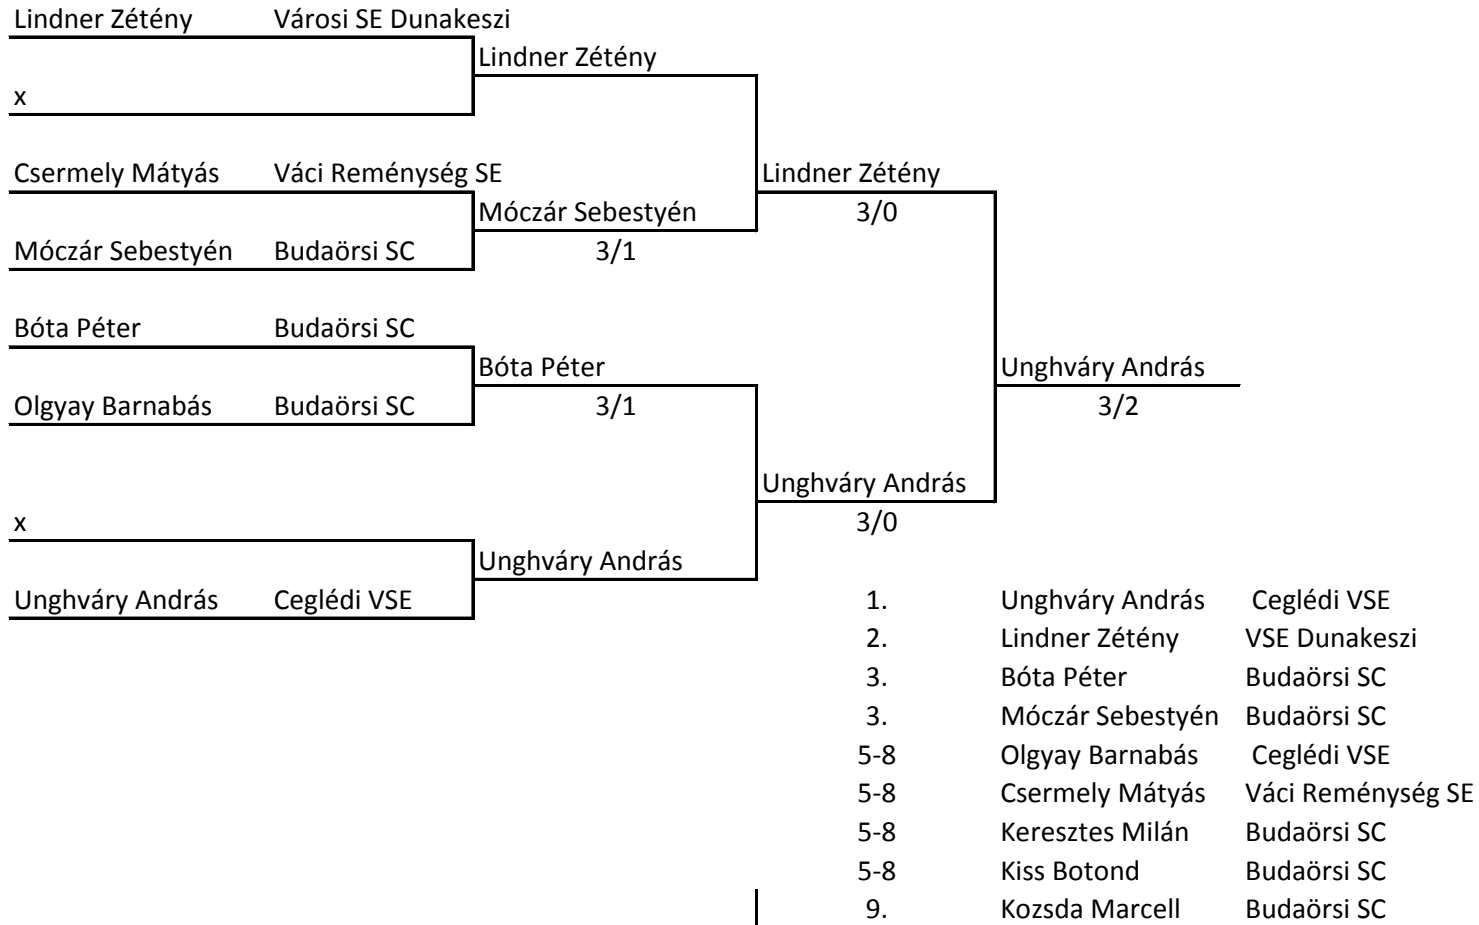 Lindner Zétény Városi SE Dunakeszi
Lindner Zétény
x
Csermely Mátyás Váci Reménység SE Lindner Zétény
Móczár Sebestyén 3/0
Móczár Sebestyén Budaörsi SC 3/1
Bóta Péter Budaörsi SC
Bóta Péter Unghváry András
Olgyay Barnabás Budaörsi SC 3/1 3/2
Unghváry András
x 3/0
Unghváry András
Unghváry András Ceglédi VSE 1. Unghváry András Ceglédi VSE
2. Lindner Zétény VSE Dunakeszi
3. Bóta Péter Budaörsi SC
3. Móczár Sebestyén Budaörsi SC
5-8 Olgyay Barnabás Ceglédi VSE
5-8 Csermely Mátyás Váci Reménység SE
5-8 Keresztes Milán Budaörsi SC
5-8 Kiss Botond Budaörsi SC
9. Kozsda Marcell Budaörsi SC